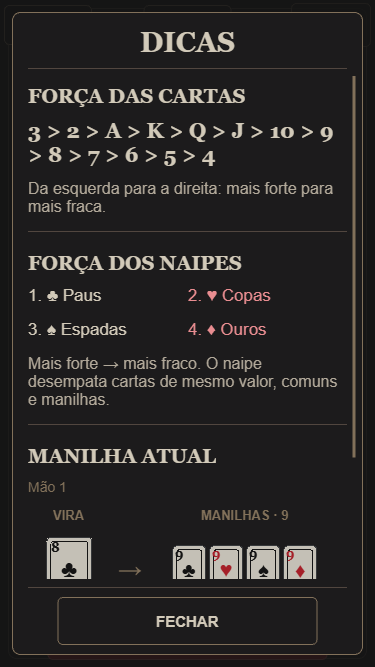 DICAS
FORÇA DAS CARTAS
3 > 2 > A > K > Q > J > 10 > 9
> 8 > 7 > 6 > 5 > 4
Da esquerda para a direita: mais forte para
mais fraca.
FORÇA DOS NAIPES
1. ♣ Paus 2. ♥ Copas
3. ♠ Espadas 4. ♦ Ouros
Mais forte → mais fraco. O naipe
desempata cartas de mesmo valor, comuns
e manilhas.
MANILHA ATUAL
Mão 1
VIRA MANILHAS · 9
8 ♣ → 9 ♣ 9 ♥ 9 ♠ 9 ♦
FECHAR